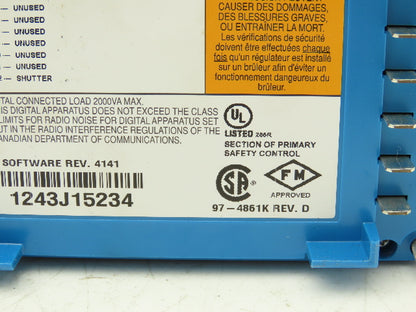 — UNUSED
— UNUSED
— UNUSED
— UNUSED
— UNUSED
— UNUSED
— SHUTTER
CAUSER DES DOMMAGES,
DES BLESSURES GRAVES,
OU ENTRAÎNER LA MORT.
Les vérifications de sécurité
doivent être effectuées chaque
fois qu'un régulateur est installé
sur un brûleur afin d'éviter un
fonctionnement dangeureux du
brûleur.
TAL CONNECTED LOAD 2000VA MAX.
IS DIGITAL APPARATUS DOES NOT EXCEED THE CLASS
LIMITS FOR RADIO NOISE FOR DIGITAL APPARATUS SET
UT IN THE RADIO INTERFERENCE REGULATIONS OF THE
ANADIAN DEPARTMENT OF COMMUNICATIONS.
SOFTWARE REV. 4141
1243J15234
UL
LISTED 286R
SECTION OF PRIMARY
SAFETY CONTROL
SA
FM
APPROVED
97-4861K REV. D